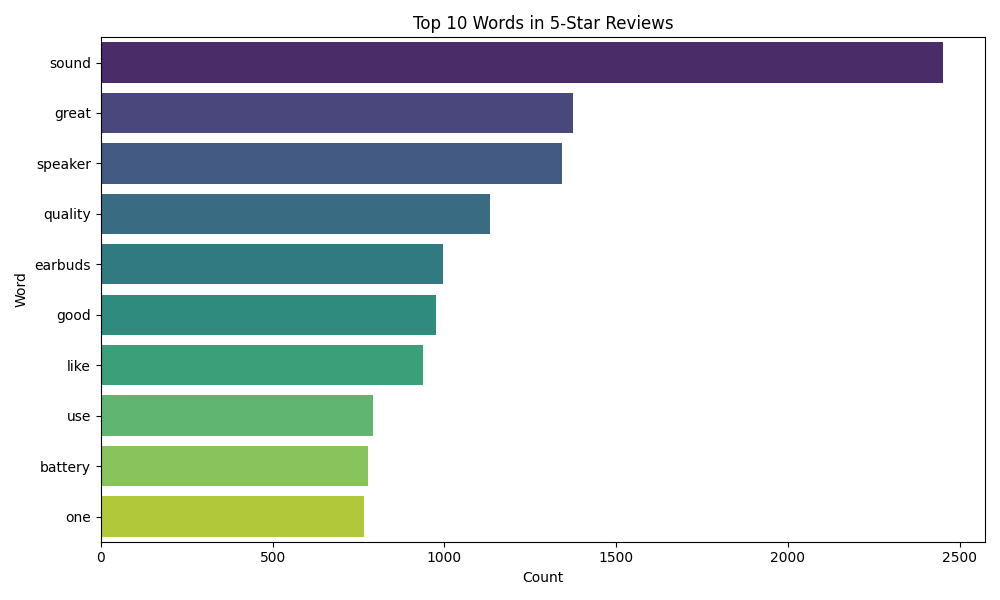 Top 10 Words in 5-Star Reviews
Word
sound
great
speaker
quality
earbuds
good
like
use
battery
one
0 500 1000 1500 2000 2500
Count